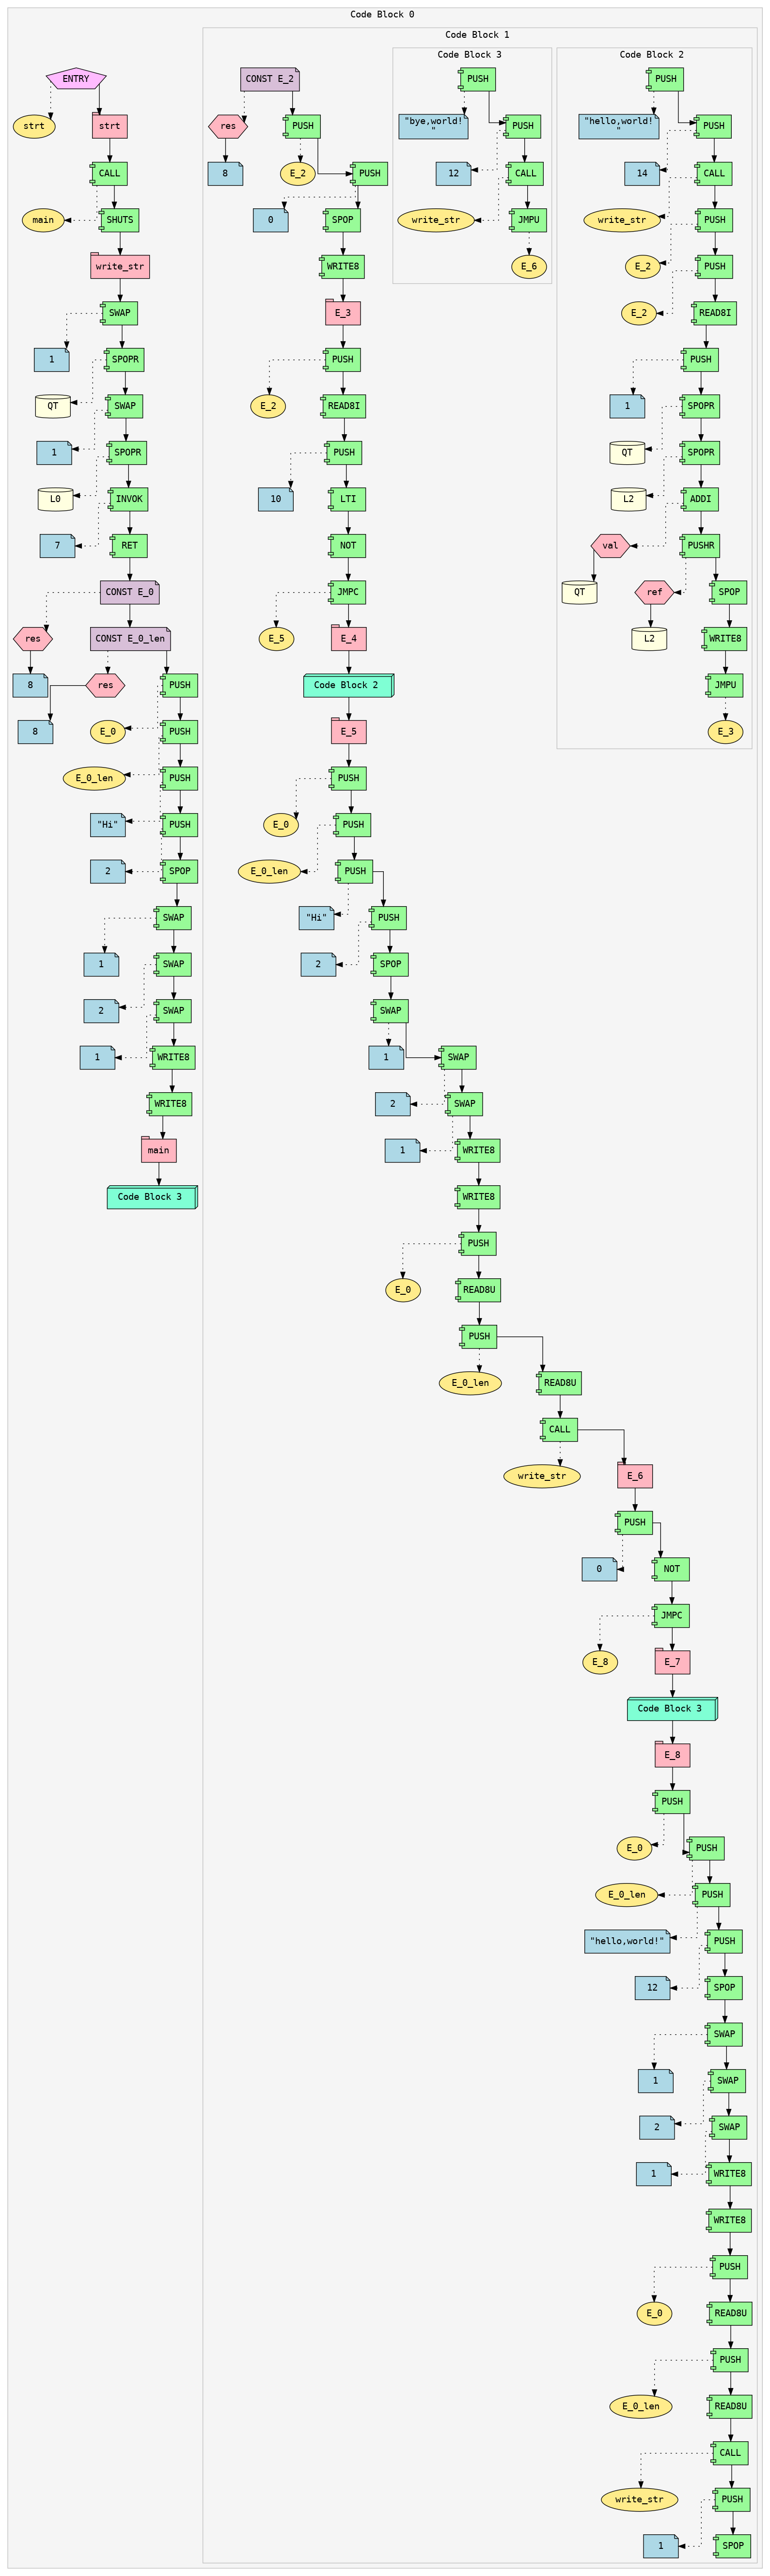 Code Block 0
ENTRY
strt
strt
CALL
main
SHUTS
write_str
SWAP
1
SPOPR
QT
SWAP
1
SPOPR
L0
INVOK
7
RET
CONST E_0
res
CONST E_0_len
8
res
PUSH
8
E_0
PUSH
E_0_len
PUSH
"Hi"
PUSH
2
SPOP
SWAP
1
SWAP
2
SWAP
1
WRITE8
WRITE8
main
Code Block 3
Code Block 1
CONST E_2
res
PUSH
8
E_2
PUSH
0
SPOP
WRITE8
E_3
PUSH
E_2
READ8I
PUSH
10
LTI
NOT
JMPC
E_5
E_4
Code Block 2
E_5
PUSH
E_0
PUSH
E_0_len
PUSH
"Hi"
PUSH
2
SPOP
SWAP
1
SWAP
2
SWAP
1
WRITE8
WRITE8
PUSH
E_0
READ8U
PUSH
E_0_len
READ8U
CALL
write_str
E_6
PUSH
0
NOT
JMPC
E_8
E_7
Code Block 3
E_8
PUSH
E_0
PUSH
E_0_len
PUSH
"hello,world!"
PUSH
12
SPOP
SWAP
1
SWAP
2
SWAP
1
WRITE8
WRITE8
PUSH
E_0
READ8U
PUSH
E_0_len
READ8U
CALL
write_str
PUSH
1
SPOP
Code Block 3
PUSH
"bye,world!
"
PUSH
12
CALL
write_str
JMPU
E_6
Code Block 2
PUSH
"hello,world!
"
PUSH
14
CALL
write_str
PUSH
E_2
PUSH
E_2
READ8I
PUSH
1
SPOPR
QT
SPOPR
L2
ADDI
val
PUSHR
QT
ref
SPOP
L2
WRITE8
JMPU
E_3